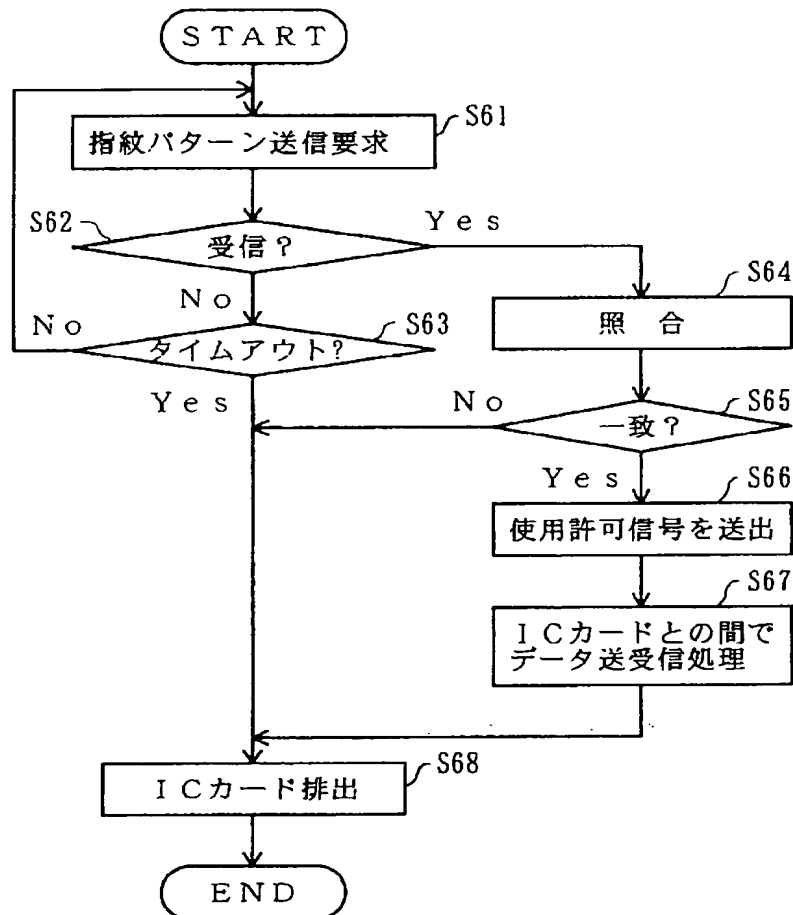 START
S61
指紋パターン送信要求
S62
受信？
Yes
No
S64
照　合
No
S63
タイムアウト？
Yes
No
S65
一致？
Yes
S66
使用許可信号を送出
S67
ＩＣカードとの間で
データ送受信処理
S68
ＩＣカード排出
END